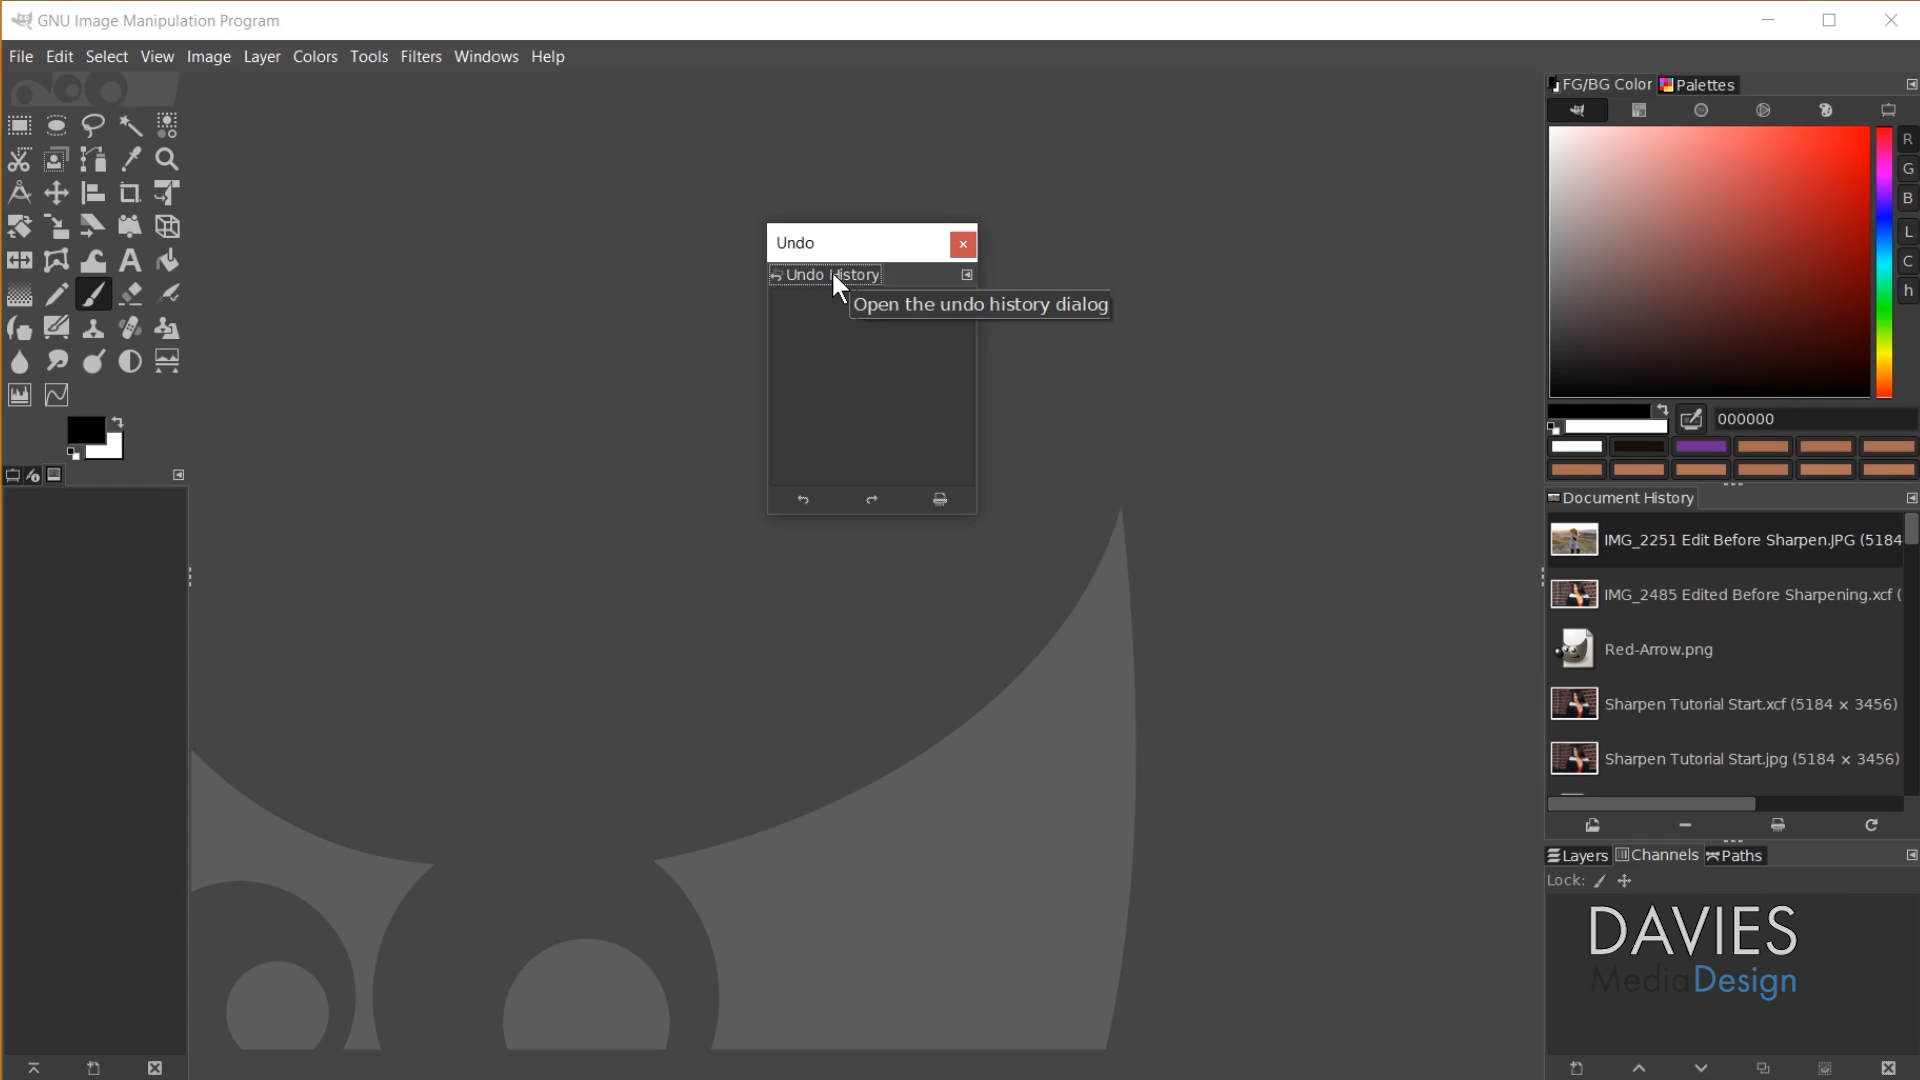 GNU Image Manipulation Program
File Edit Select View Image Layer Colors Tools Filters Windows Help
FG/BG Color Palettes
R
G
B
L
C
h
000000
Undo
Undo History
Open the undo history dialog
Document History
IMG_2251 Edit Before Sharpen.JPG (5184
IMG_2485 Edited Before Sharpening.xcf (
Red-Arrow.png
Sharpen Tutorial Start.xcf (5184 × 3456)
Sharpen Tutorial Start.jpg (5184 × 3456)
Layers Channels Paths
Lock:
DAVIES
MediaDesign